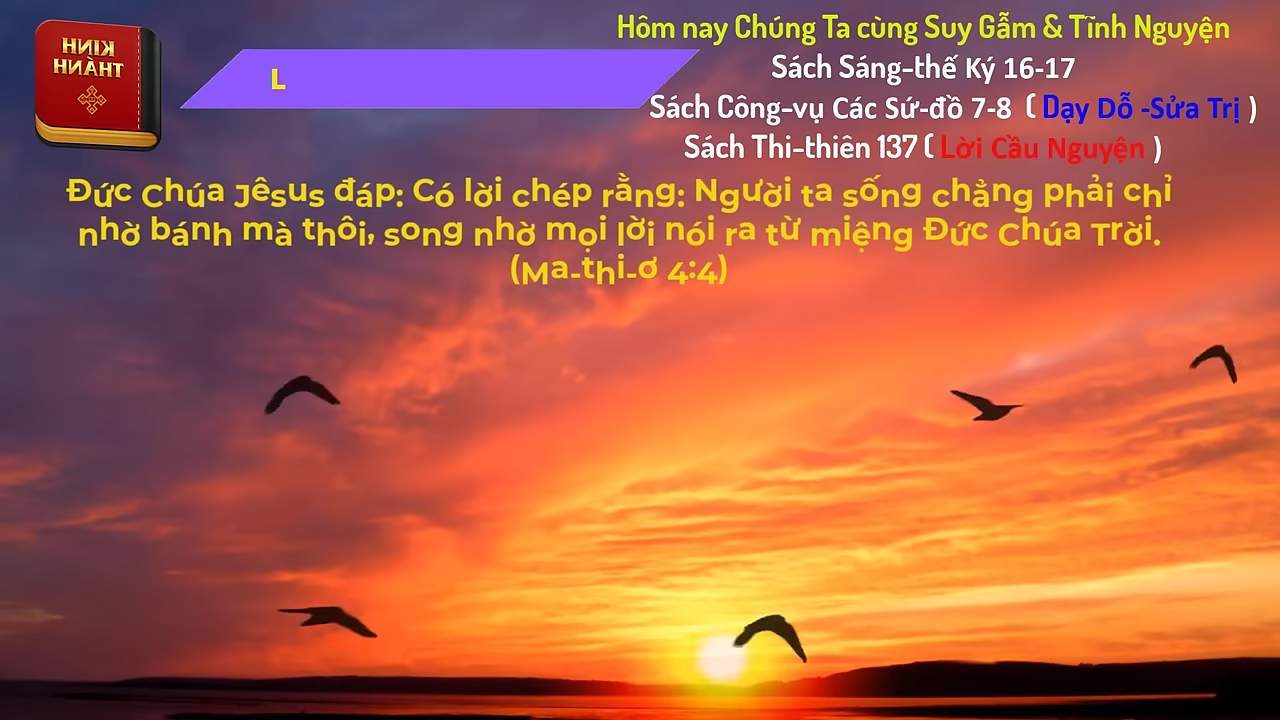 KINH
THÀNH
L
Hôm nay Chúng Ta cùng Suy Gẫm & Tĩnh Nguyện
Sách Sáng-thế Ký 16-17
Sách Công-vụ Các Sứ-đồ 7-8 ( Dạy Dỗ -Sửa Trị )
Sách Thi-thiên 137 ( Lời Cầu Nguyện )
Đức Chúa Jêsus đáp: Có lời chép rằng: Người ta sống chẳng phải chỉ
nhờ bánh mà thôi, song nhờ mọi lời nói ra từ miệng Đức Chúa Trời.
(Ma-thi-ơ 4:4)